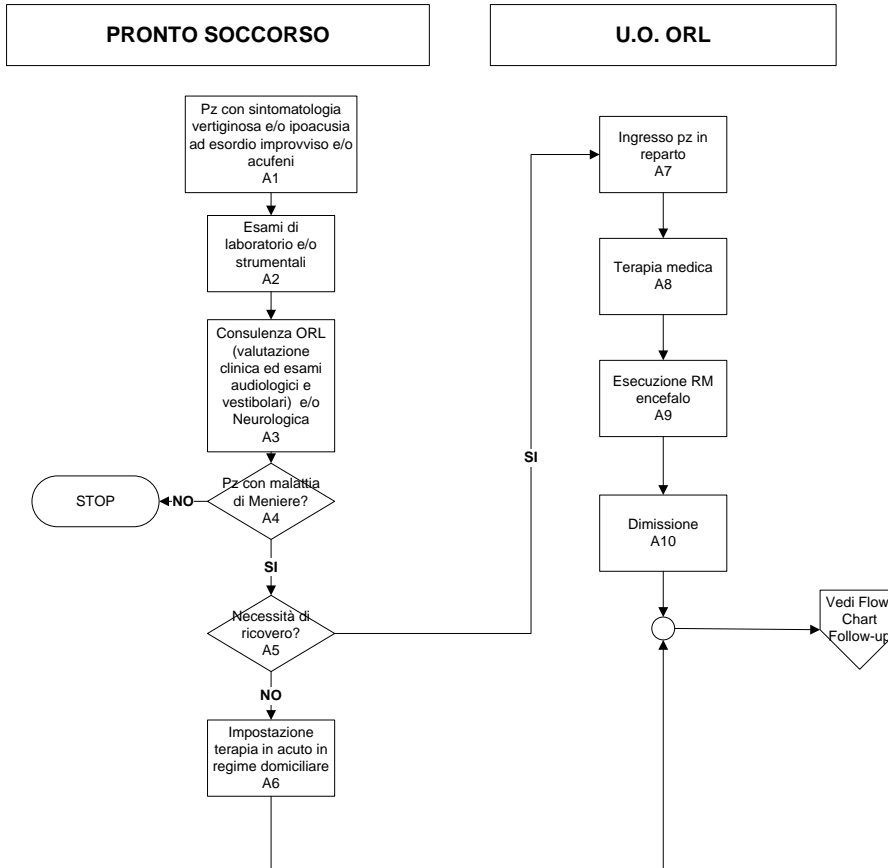 PRONTO SOCCORSO
U.O. ORL
Pz con sintomatologia
vertiginosa e/o ipoacusia
ad esordio improvviso e/o
acufeni
A1
Esami di
laboratorio e/o
strumentali
A2
Consulenza ORL
(valutazione
clinica ed esami
audiologici e
vestibolari) e/o
Neurologica
A3
Pz con malattia
di Meniere?
A4
NO
STOP
SI
Necessità di
ricovero?
A5
SI
NO
Impostazione
terapia in acuto in
regime domiciliare
A6
Ingresso pz in
reparto
A7
Terapia medica
A8
Esecuzione RM
encefalo
A9
Dimissione
A10
Vedi Flow
Chart
Follow-up